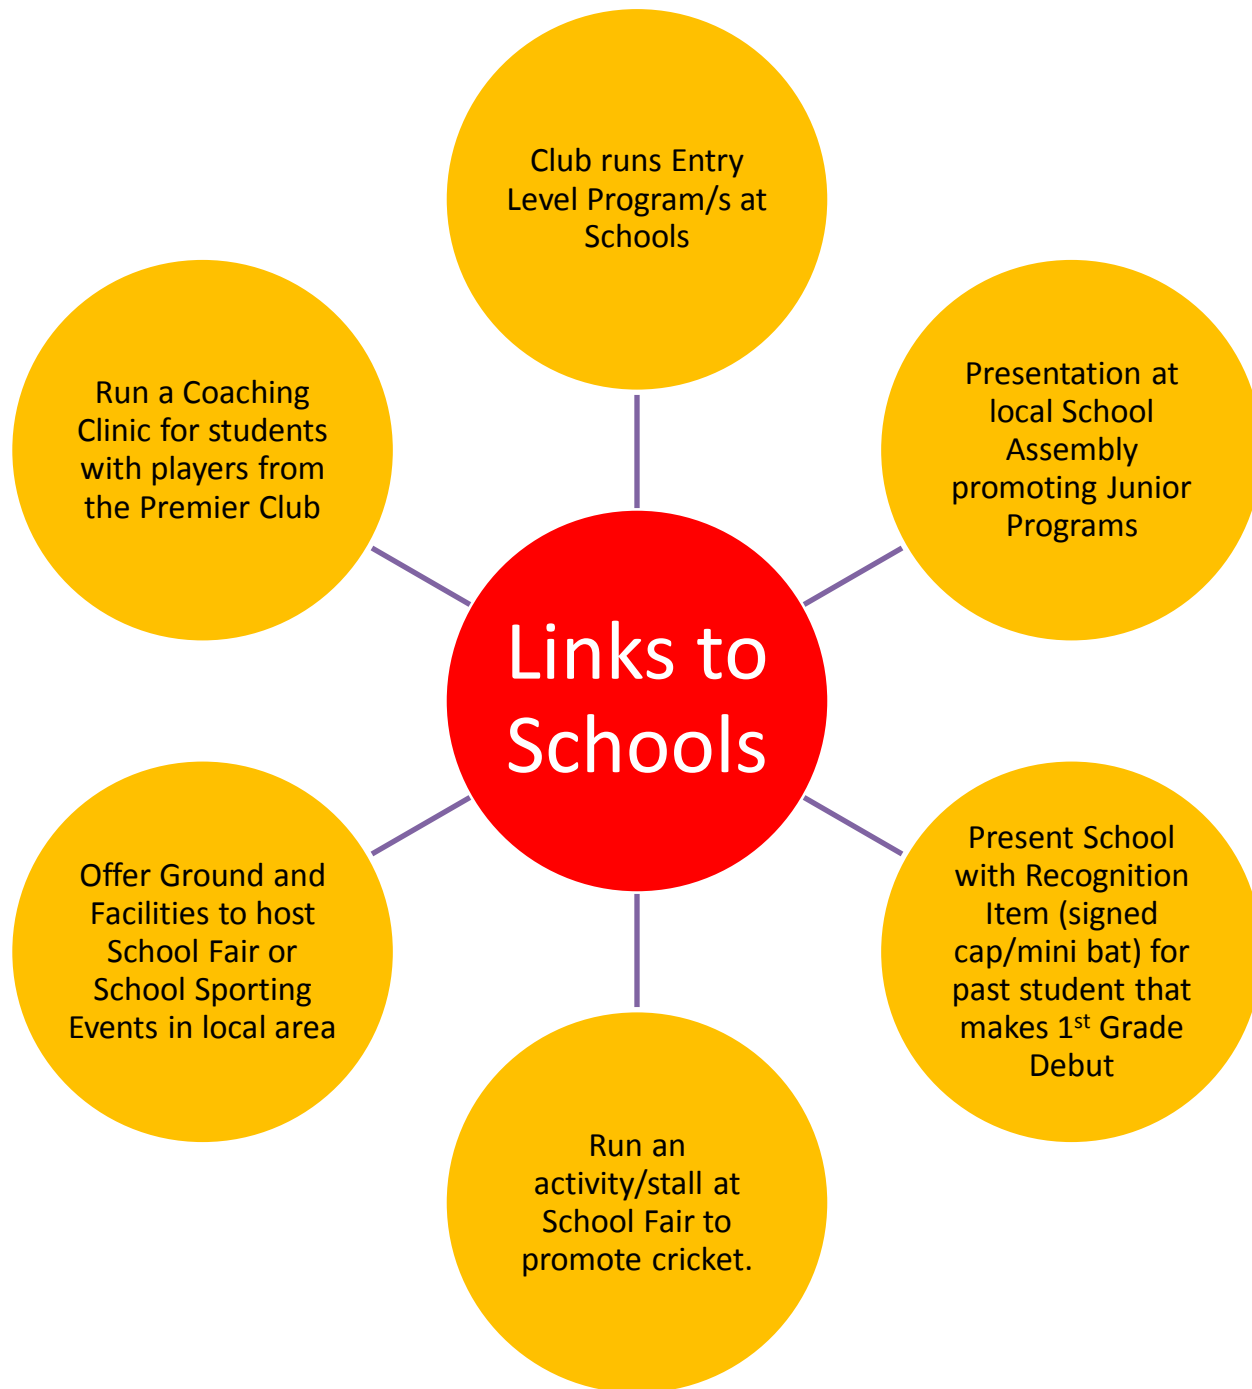 Club runs Entry
Level Program/s at
Schools
Presentation at
local School
Assembly
promoting Junior
Programs
Present School
with Recognition
Item (signed
cap/mini bat) for
past student that
makes 1st Grade
Debut
Run an
activity/stall at
School Fair to
promote cricket.
Offer Ground and
Facilities to host
School Fair or
School Sporting
Events in local area
Run a Coaching
Clinic for students
with players from
the Premier Club
Links to
Schools